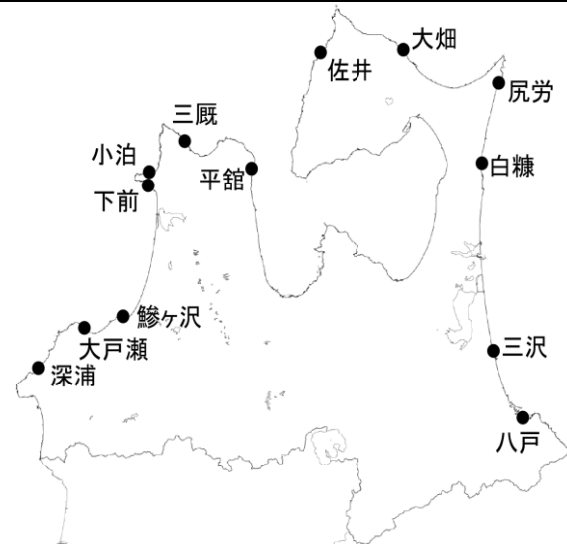 大畑
佐井
尻労
三厩
小泊
平舘
白糠
下前
鰺ヶ沢
大戸瀬
三沢
深浦
八戸